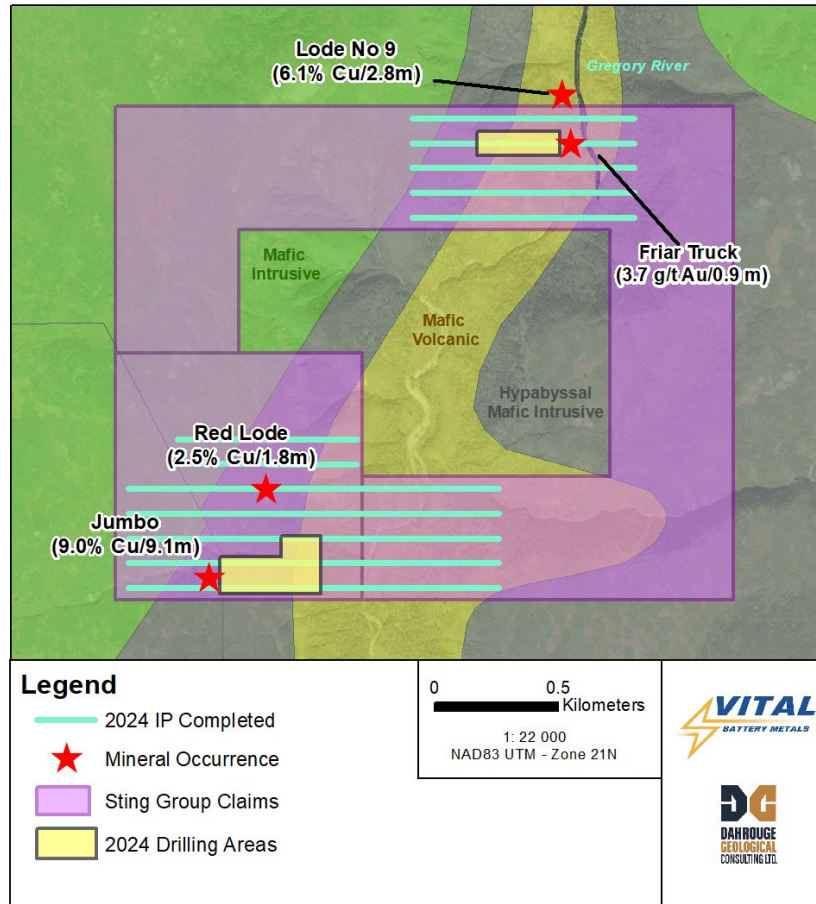 Lode No 9
(6.1% Cu/2.8m)
Gregory River
Friar Truck
(3.7 g/t Au/0.9 m)
Mafic
Intrusive
Mafic
Volcanic
Hypabyssal
Mafic Intrusive
Red Lode
(2.5% Cu/1.8m)
Jumbo
(9.0% Cu/9.1m)
Legend
2024 IP Completed
Mineral Occurrence
Sting Group Claims
2024 Drilling Areas
0 0.5
Kilometers
1: 22 000
NAD83 UTM - Zone 21N
VITAL
BATTERY METALS
DG
DAHROUGE
GEOLOGICAL
CONSULTING LTD.